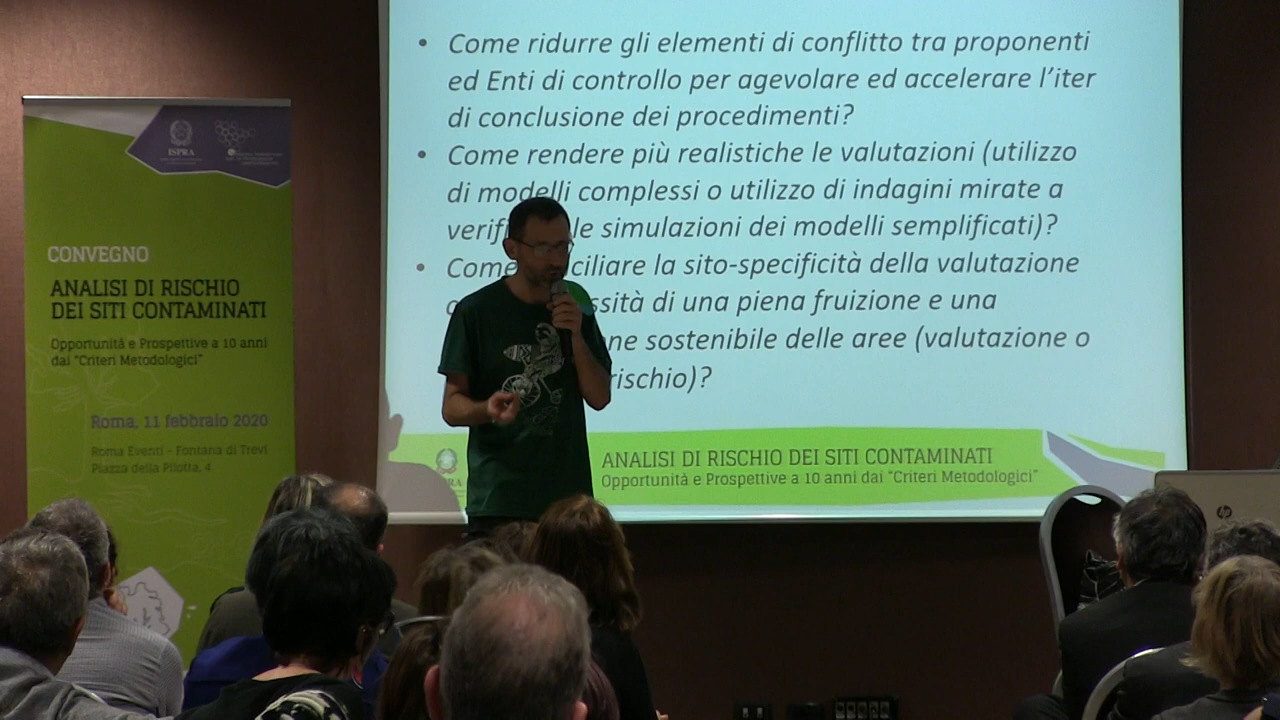 ISPRA
CONVEGNO
ANALISI DI RISCHIO
DEI SITI CONTAMINATI
Opportunità e Prospettive a 10 anni
dai "Criteri Metodologici"
Roma, 11 febbraio 2020
Roma Eventi - Fontana di Trevi
Piazza della Pilotta, 4
• Come ridurre gli elementi di conflitto tra proponenti
ed Enti di controllo per agevolare ed accelerare l'iter
di conclusione dei procedimenti?
• Come rendere più realistiche le valutazioni (utilizzo
di modelli complessi o utilizzo di indagini mirate a
verif le simulazioni dei modelli semplificati)?
• Come ciliare la sito-specificità della valutazione
ssità di una piena fruizione e una
ne sostenibile delle aree (valutazione o
rischio)?
ANALISI DI RISCHIO DEI SITI CONTAMINATI
Opportunità e Prospettive a 10 anni dai "Criteri Metodologici"
hp